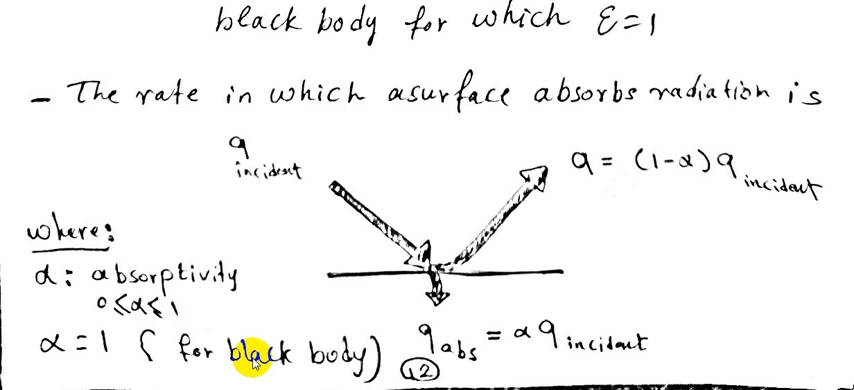 black body for which ε=1
- The rate in which a surface absorbs radiation is
q incident
q = (1-α) q incident
where:
α: absorptivity
0≤α≤1
α=1 (for black body)
q abs = α q incident
12